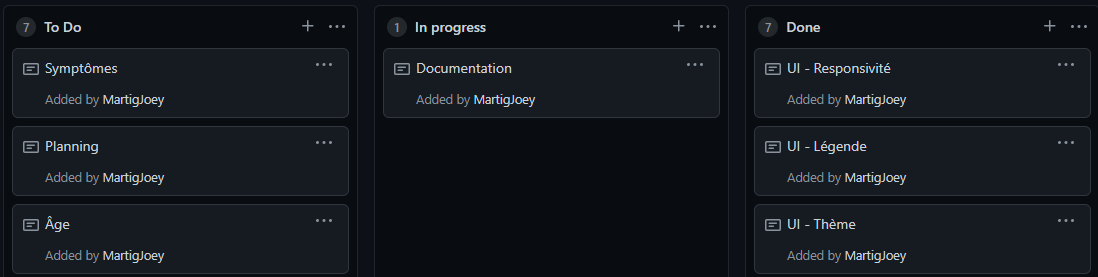 7 To Do
Symptômes
Added by MartigJoey
Planning
Added by MartigJoey
Âge
Added by MartigJoey
1 In progress
Documentation
Added by MartigJoey
7 Done
UI - Responsivité
Added by MartigJoey
UI - Légende
Added by MartigJoey
UI - Thème
Added by MartigJoey